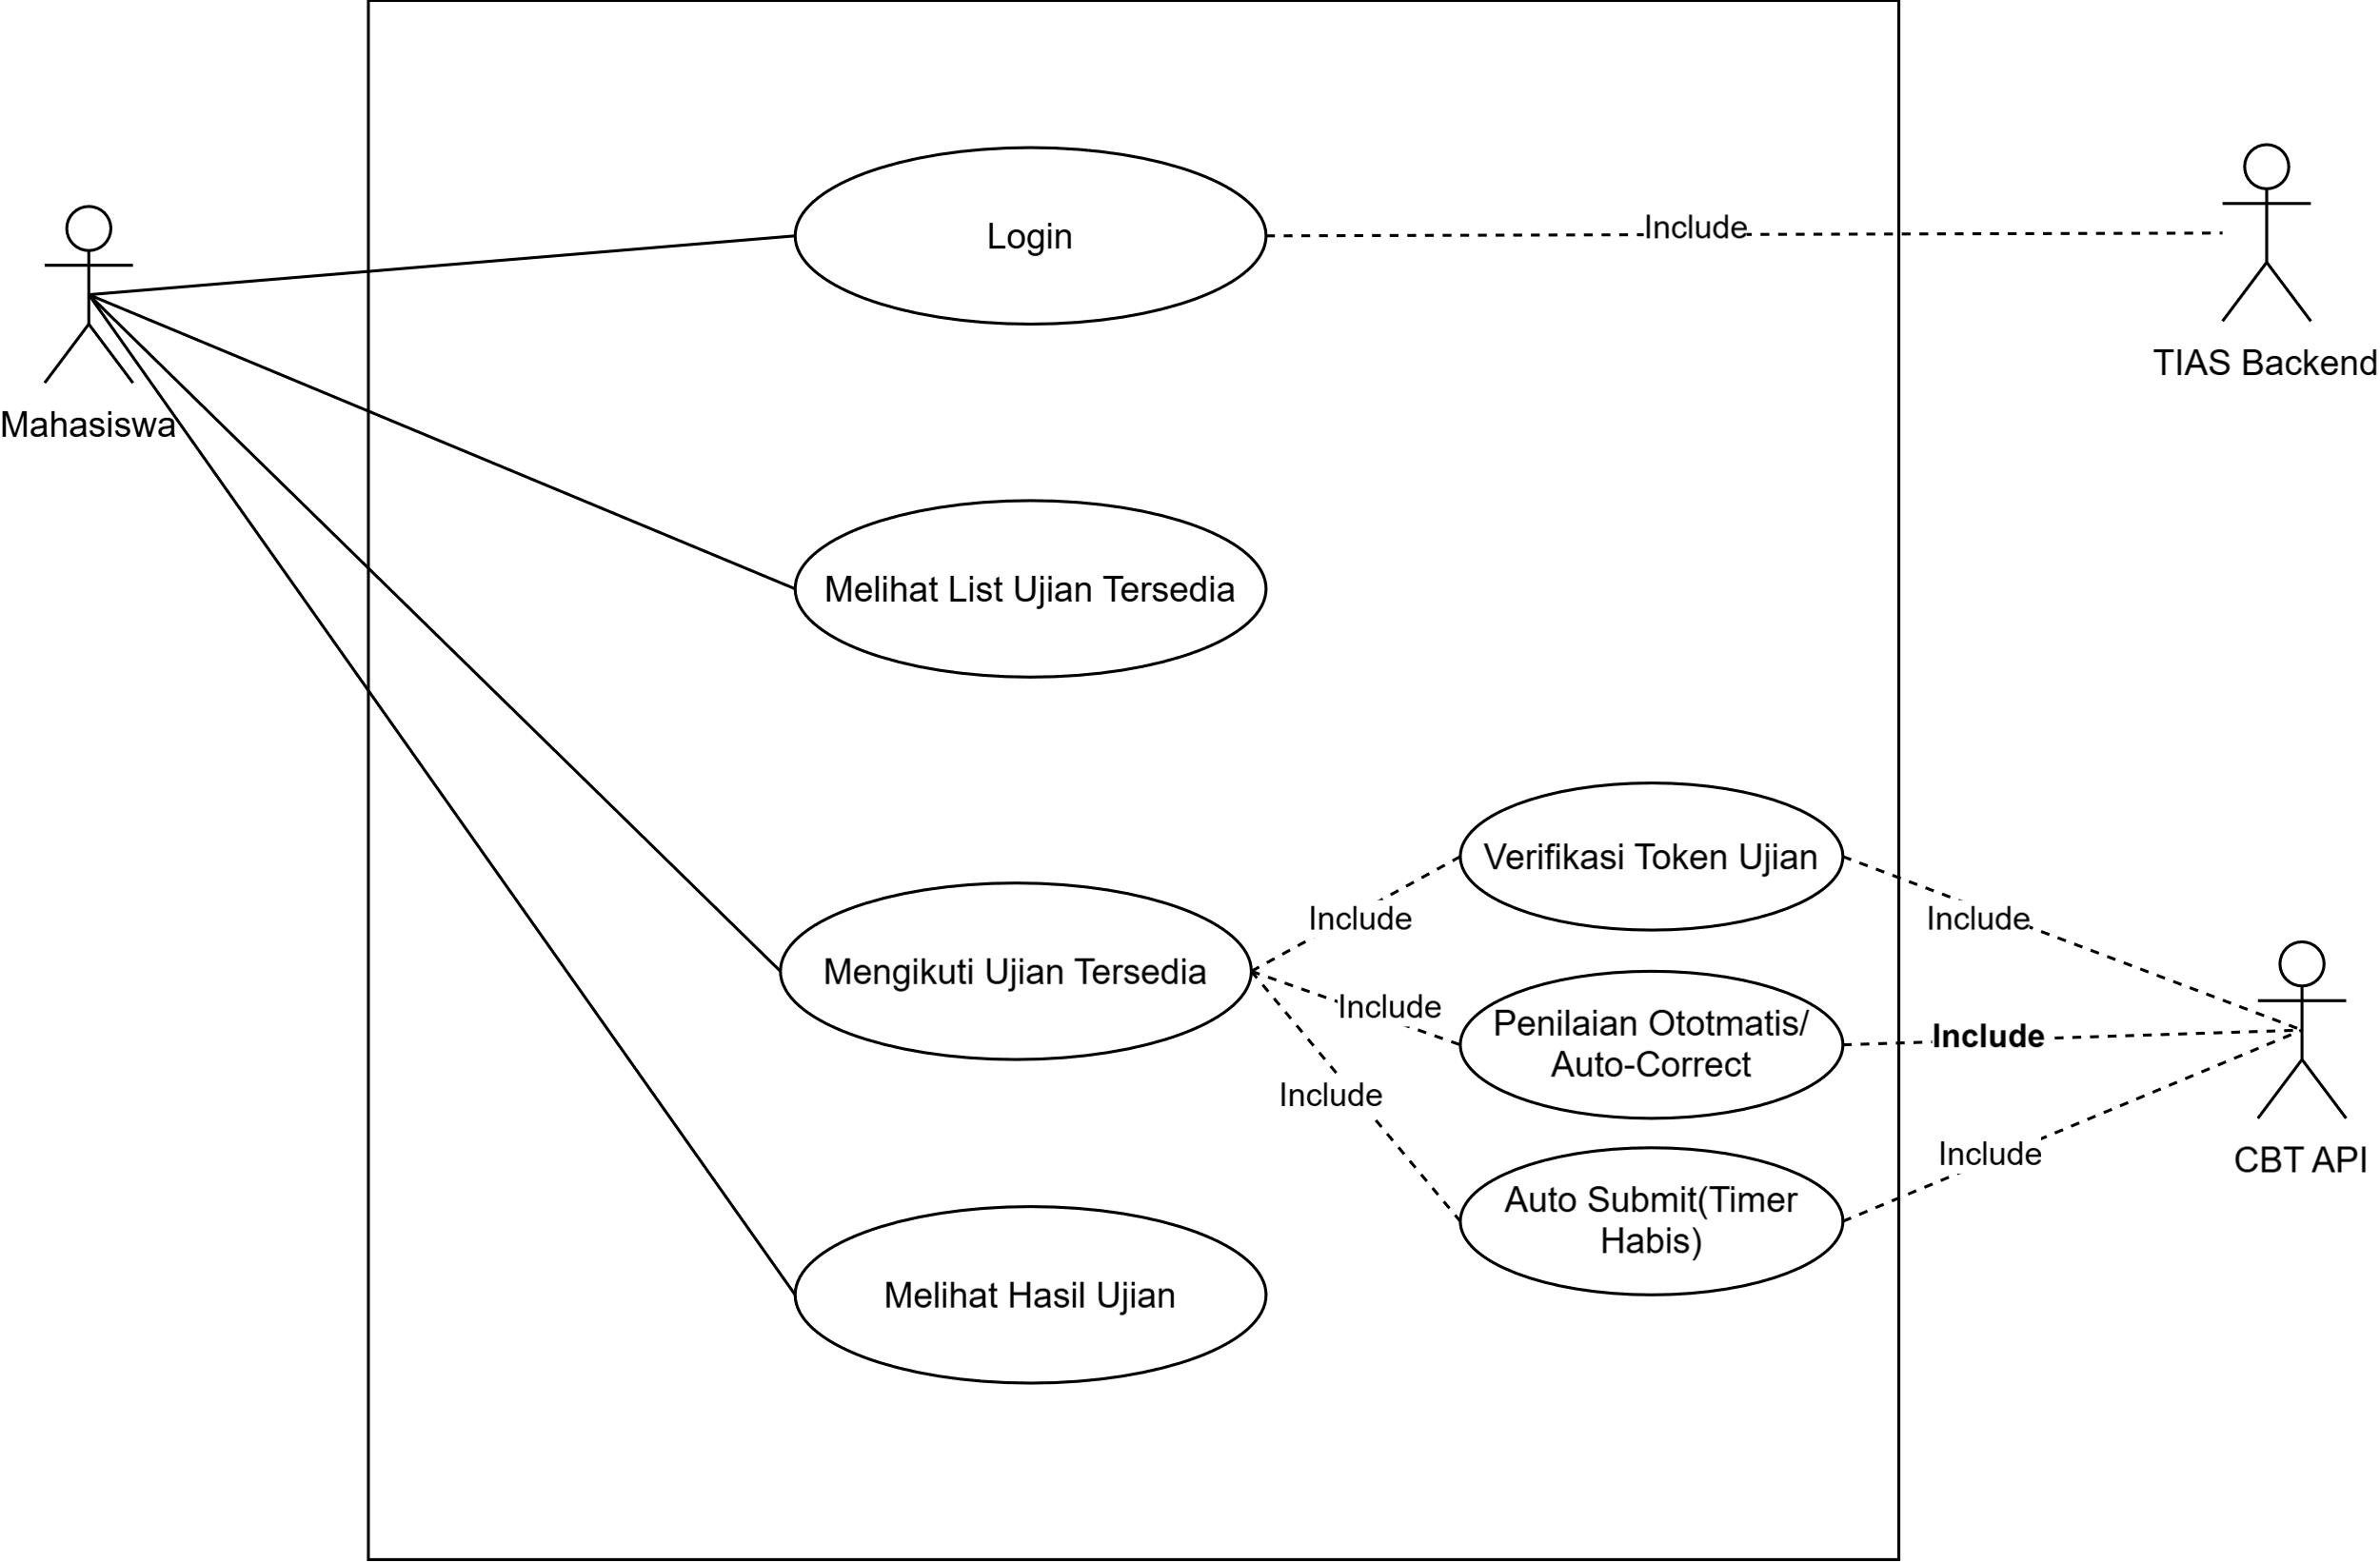 Login
Include
TIAS Backend
Mahasiswa
Melihat List Ujian Tersedia
Verifikasi Token Ujian
Include
Include
Mengikuti Ujian Tersedia
Include
Penilaian Ototmatis/
Auto-Correct
Include
Include
Auto Submit(Timer
Habis)
Include
CBT API
Melihat Hasil Ujian